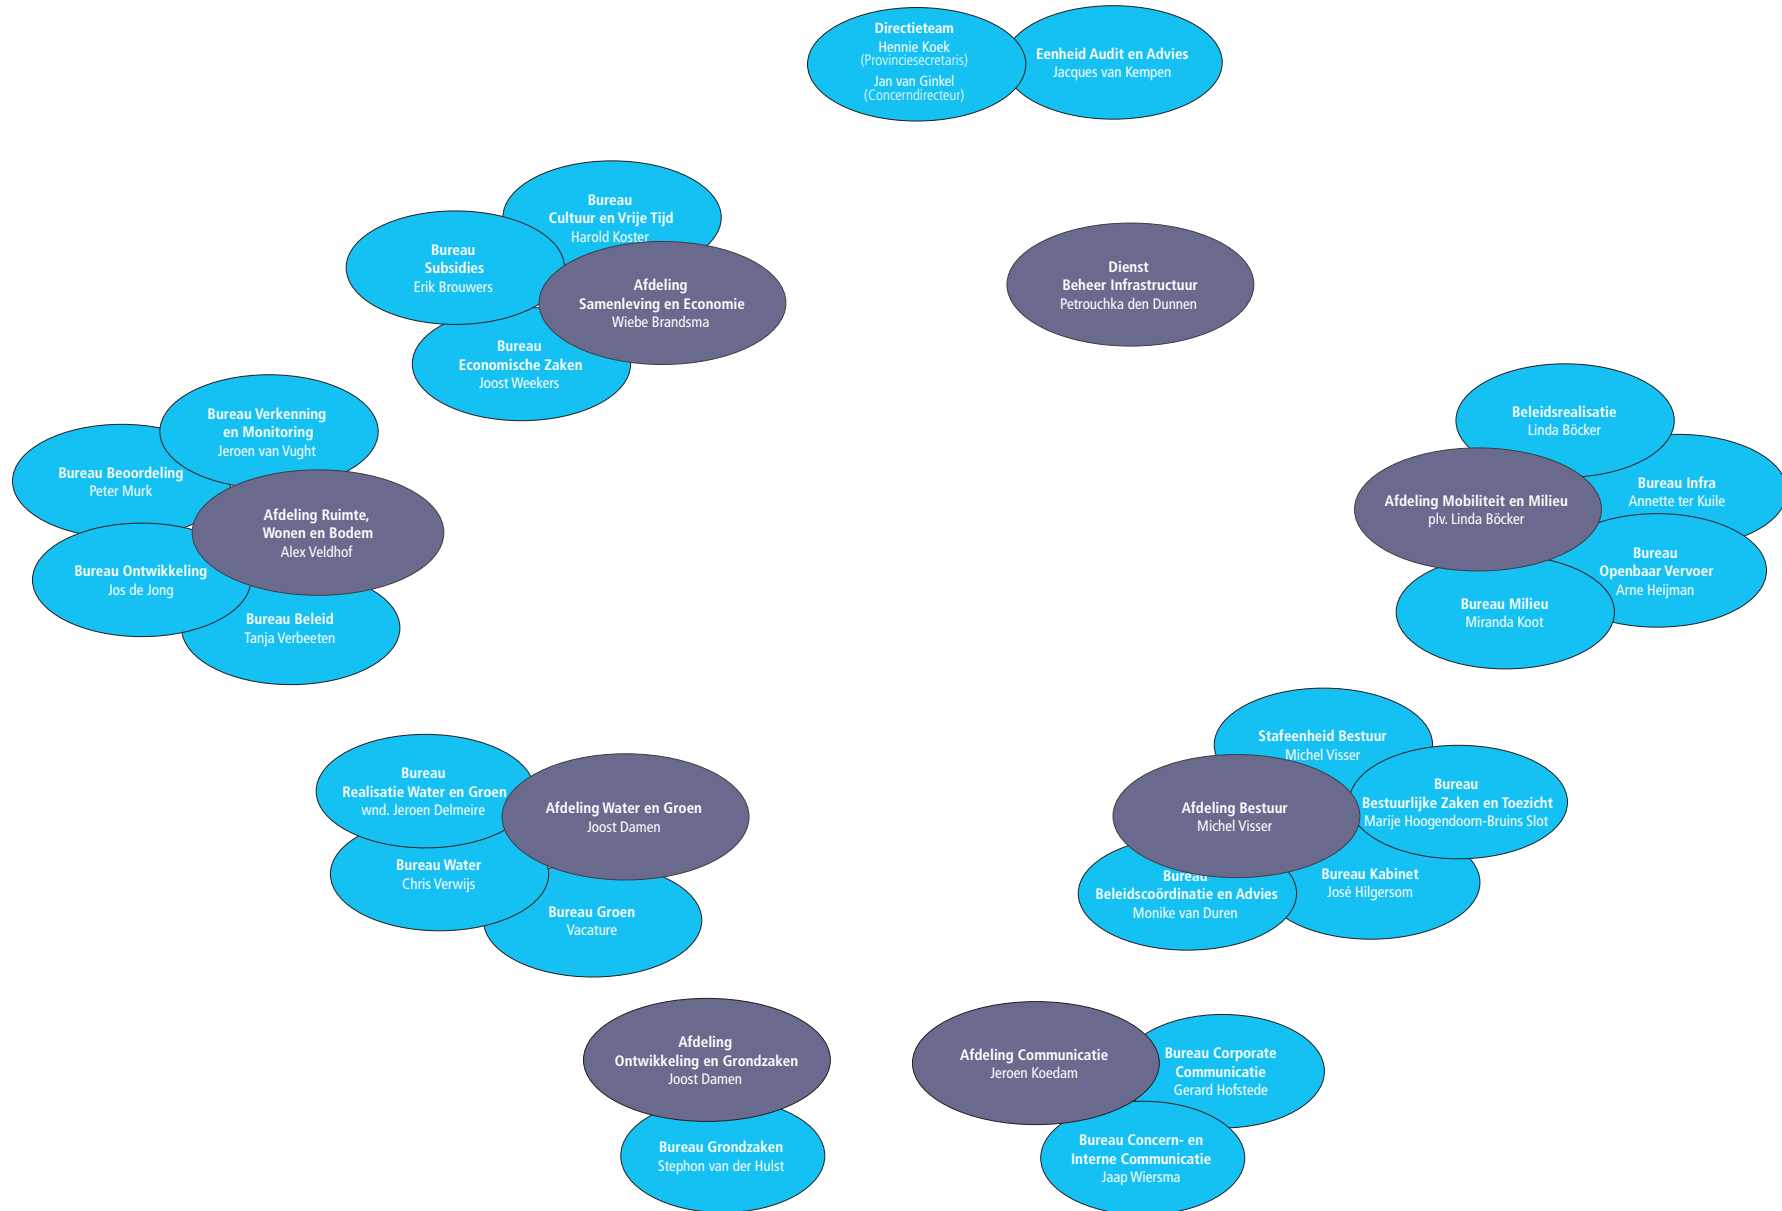 Directieteam
Hennie Koek
(Provinciesecretaris)
Jan van Ginkel
(Concerndirecteur)
Eenheid Audit en Advies
Jacques van Kempen
Bureau
Cultuur en Vrije Tijd
Harold Koster
Bureau
Subsidies
Erik Brouwers
Afdeling
Samenleving en Economie
Wiebe Brandsma
Bureau
Economische Zaken
Joost Weekers
Dienst
Beheer Infrastructuur
Petrouchka den Dunnen
Bureau Verkenning
en Monitoring
Jeroen van Vught
Bureau Beoordeling
Peter Murk
Afdeling Ruimte,
Wonen en Bodem
Alex Veldhof
Bureau Ontwikkeling
Jos de Jong
Bureau Beleid
Tanja Verbeeten
Beleidsrealisatie
Linda Böcker
Bureau Infra
Annette ter Kuile
Afdeling Mobiliteit en Milieu
plv. Linda Böcker
Bureau
Openbaar Vervoer
Arne Heijman
Bureau Milieu
Miranda Koot
Bureau
Realisatie Water en Groen
wnd. Jeroen Delmeire
Afdeling Water en Groen
Joost Damen
Bureau Water
Chris Verwijs
Bureau Groen
Vacature
Stafeenheid Bestuur
Michel Visser
Bureau
Bestuurlijke Zaken en Toezicht
Marije Hoogendoorn-Bruins Slot
Afdeling Bestuur
Michel Visser
Bureau Kabinet
José Hilgersom
Bureau
Beleidscoördinatie en Advies
Monike van Duren
Afdeling
Ontwikkeling en Grondzaken
Joost Damen
Bureau Grondzaken
Stephon van der Hulst
Afdeling Communicatie
Jeroen Koedam
Bureau Corporate
Communicatie
Gerard Hofstede
Bureau Concern- en
Interne Communicatie
Jaap Wiersma